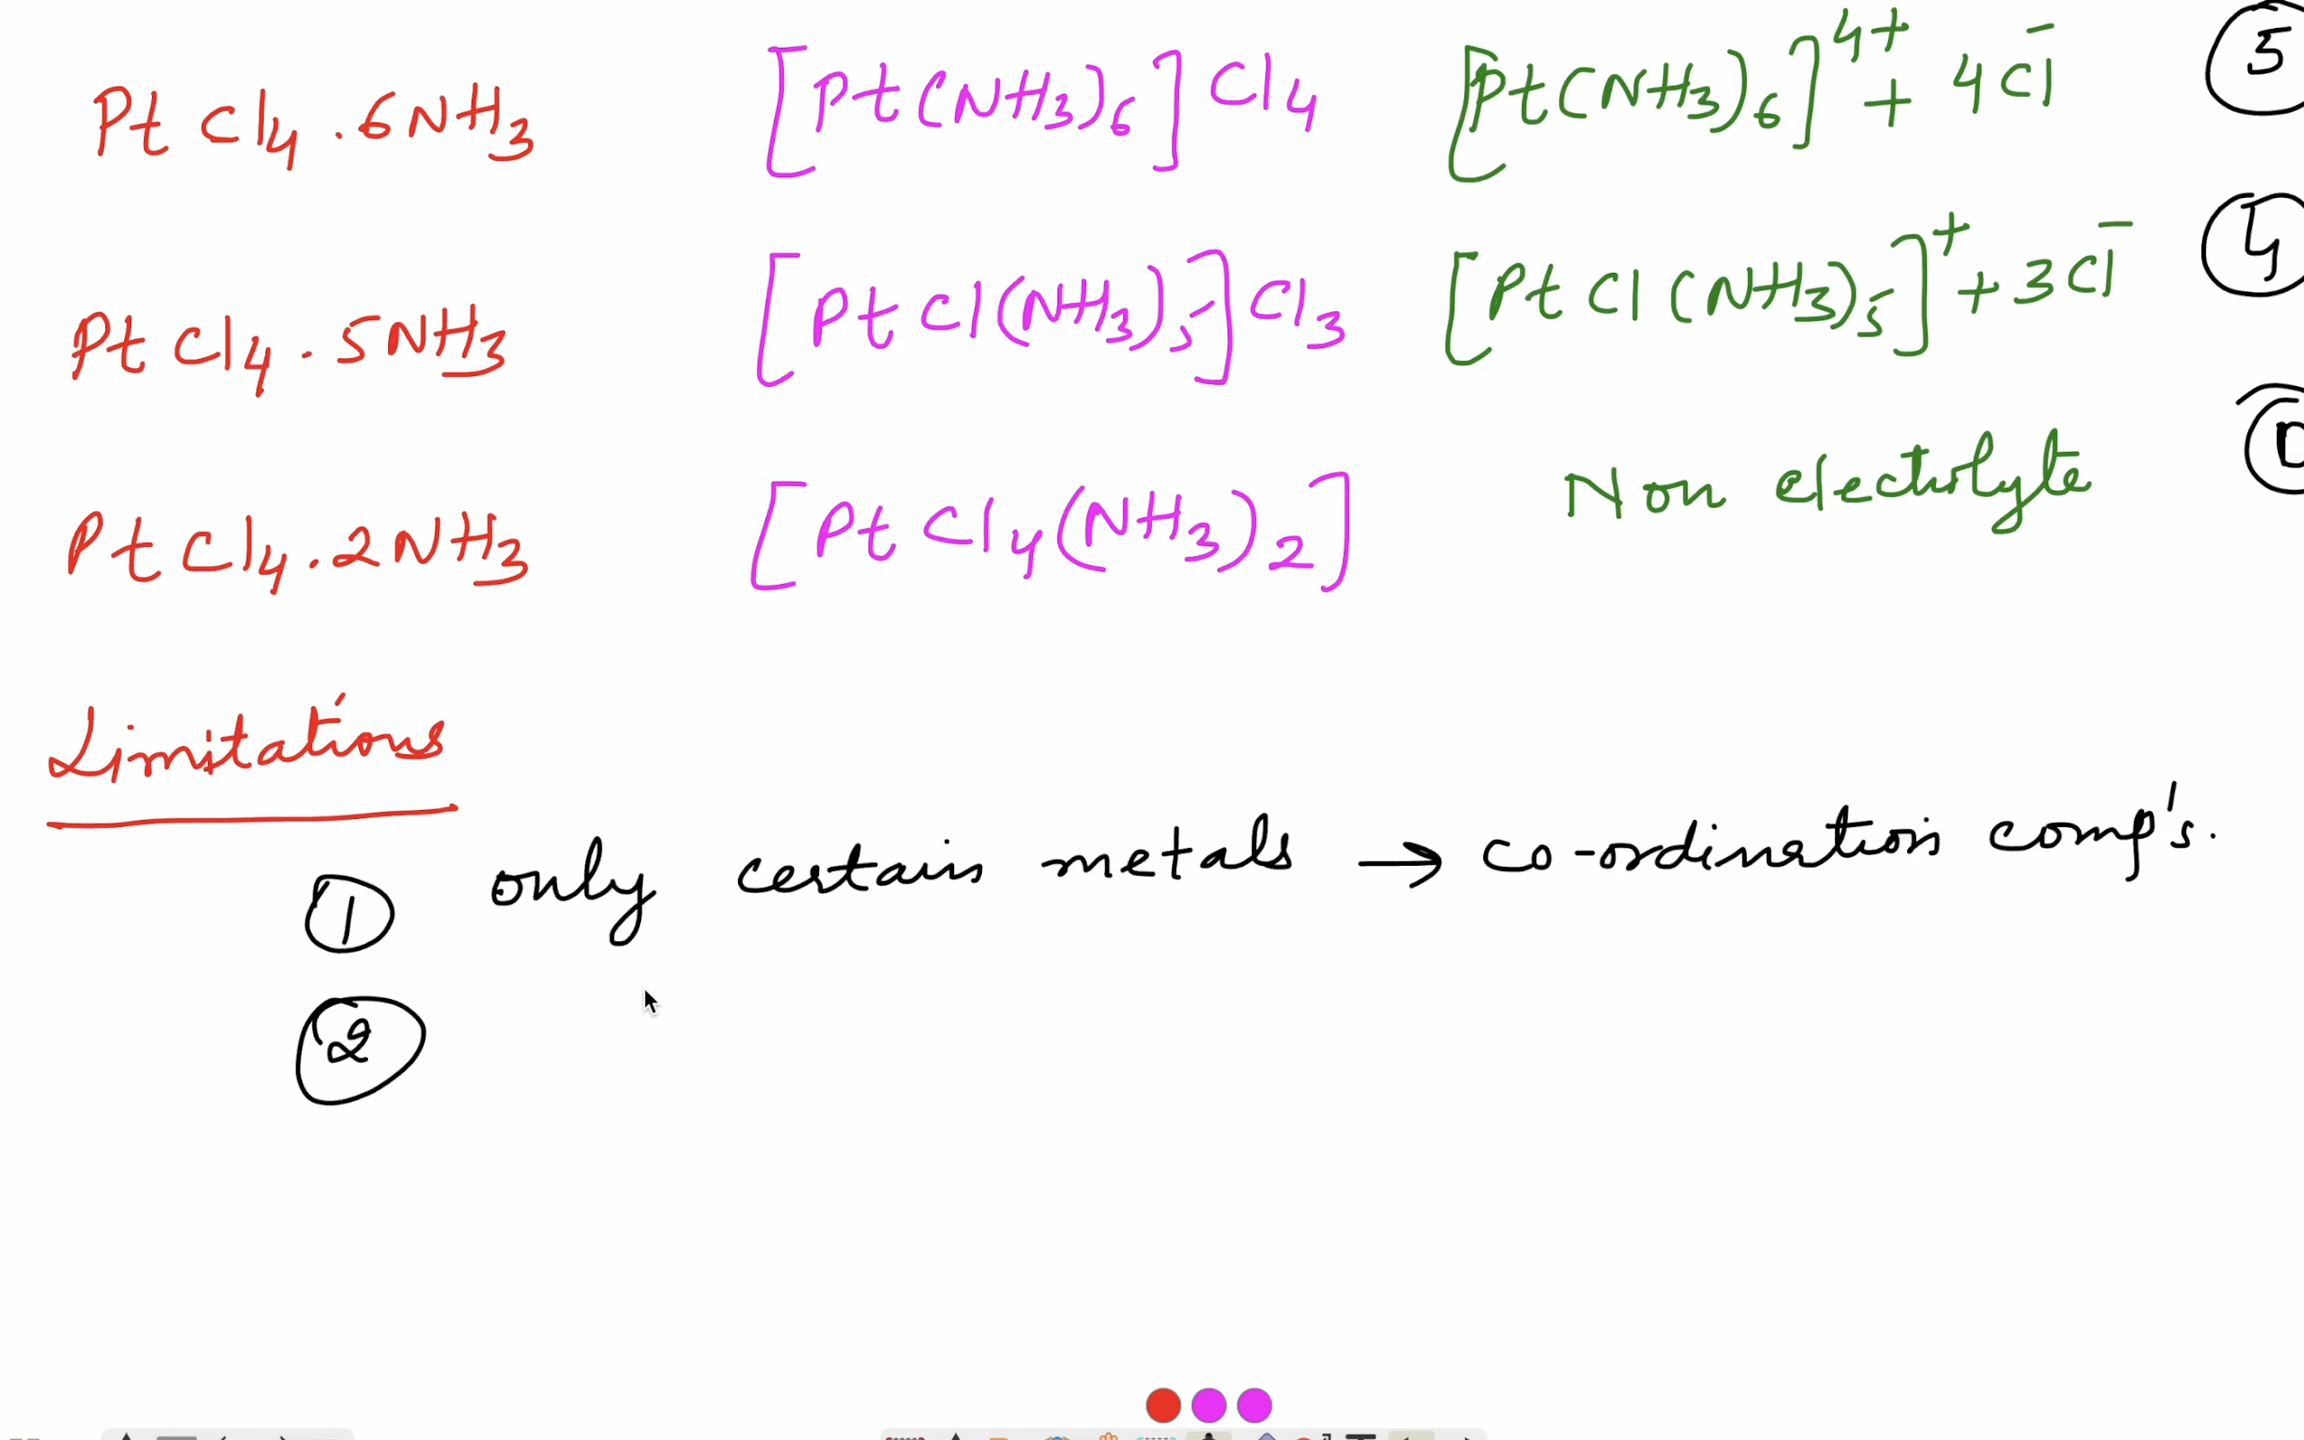 PtCl₄.6NH₃ [Pt(NH₃)₆]Cl₄ [Pt(NH₃)₆]⁴⁺ + 4Cl⁻ 5
PtCl₄.5NH₃ [PtCl(NH₃)₅]Cl₃ [PtCl(NH₃)₅]⁺ + 3Cl⁻ 4
PtCl₄.2NH₃ [PtCl₄(NH₃)₂] Non electrolyte 0
Limitations
1 only certain metals → co-ordination comp's.
2